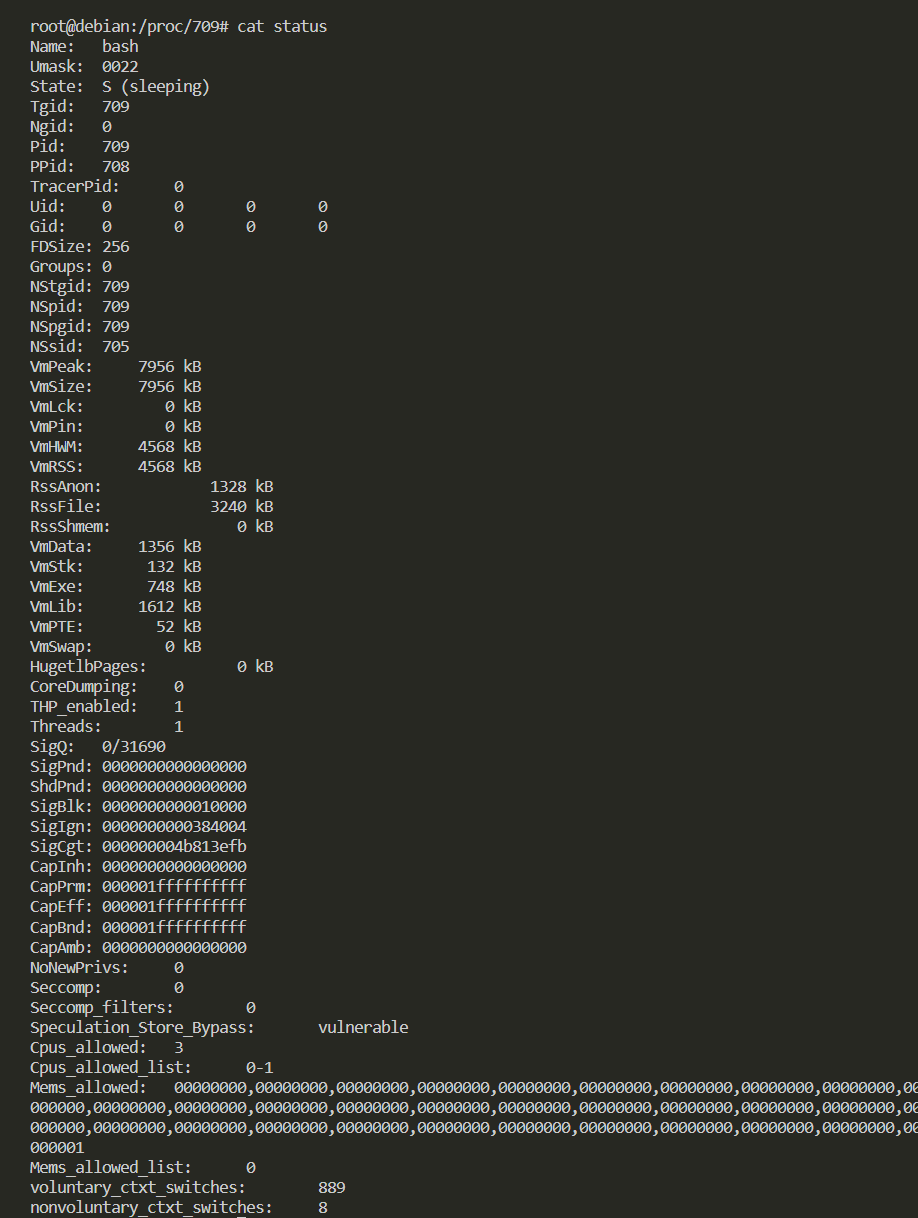 root@debian:/proc/709# cat status
Name:   bash
Umask:  0022
State:  S (sleeping)
Tgid:   709
Ngid:   0
Pid:    709
PPid:   708
TracerPid:      0
Uid:    0       0       0       0
Gid:    0       0       0       0
FDSize: 256
Groups: 0
NStgid: 709
NSpid:  709
NSpgid: 709
NSsid:  705
VmPeak:     7956 kB
VmSize:     7956 kB
VmLck:         0 kB
VmPin:         0 kB
VmHWM:      4568 kB
VmRSS:      4568 kB
RssAnon:            1328 kB
RssFile:            3240 kB
RssShmem:              0 kB
VmData:     1356 kB
VmStk:       132 kB
VmExe:       748 kB
VmLib:      1612 kB
VmPTE:        52 kB
VmSwap:        0 kB
HugetlbPages:          0 kB
CoreDumping:    0
THP_enabled:    1
Threads:        1
SigQ:   0/31690
SigPnd: 0000000000000000
ShdPnd: 0000000000000000
SigBlk: 0000000000010000
SigIgn: 0000000000384004
SigCgt: 000000004b813efb
CapInh: 0000000000000000
CapPrm: 000001ffffffffff
CapEff: 000001ffffffffff
CapBnd: 000001ffffffffff
CapAmb: 0000000000000000
NoNewPrivs:     0
Seccomp:        0
Seccomp_filters:        0
Speculation_Store_Bypass:       vulnerable
Cpus_allowed:   3
Cpus_allowed_list:      0-1
Mems_allowed:   00000000,00000000,00000000,00000000,00000000,00000000,00000000,00000000,00000000,00
000000,00000000,00000000,00000000,00000000,00000000,00000000,00000000,00000000,00000000,00
000000,00000000,00000000,00000000,00000000,00000000,00000000,00000000,00000000,00000000,00
000001
Mems_allowed_list:      0
voluntary_ctxt_switches:        889
nonvoluntary_ctxt_switches:     8